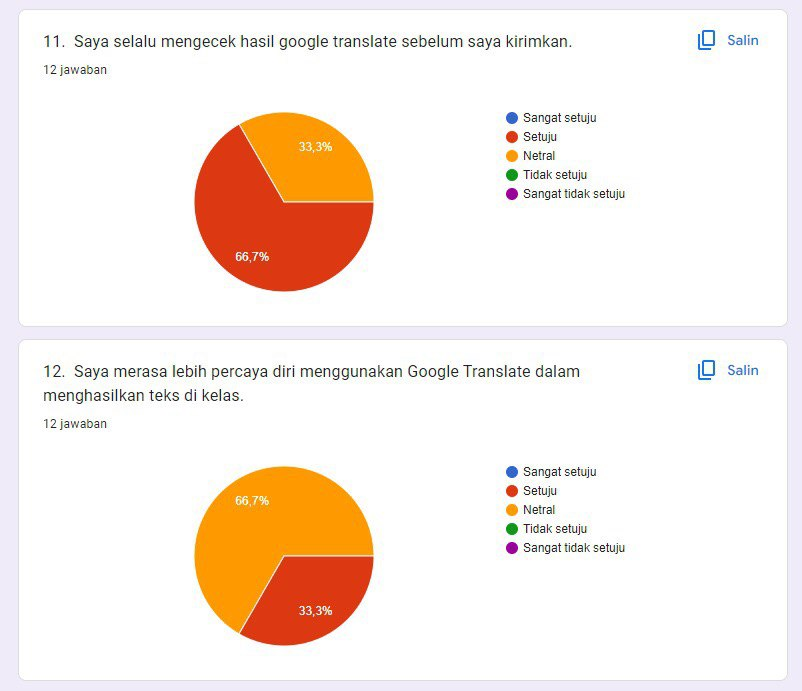 11. Saya selalu mengecek hasil google translate sebelum saya kirimkan.
Salin
12 jawaban
33,3%
66,7%
Sangat setuju
Setuju
Netral
Tidak setuju
Sangat tidak setuju
12. Saya merasa lebih percaya diri menggunakan Google Translate dalam
menghasilkan teks di kelas.
Salin
12 jawaban
66,7%
33,3%
Sangat setuju
Setuju
Netral
Tidak setuju
Sangat tidak setuju